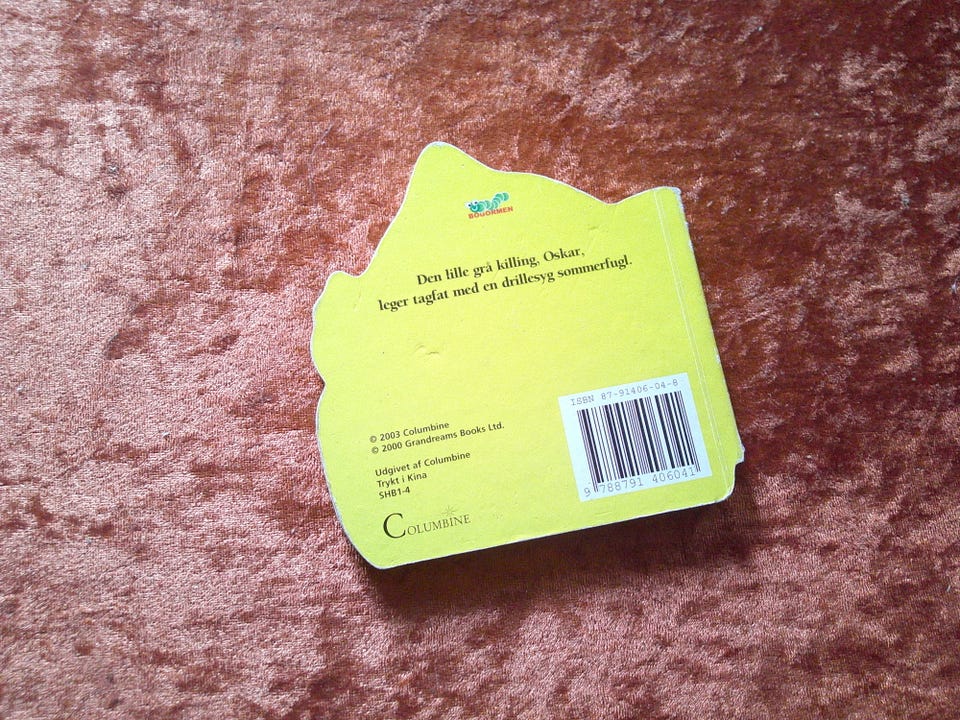 BOGORMEN
Den lille grå killing, Oskar,
leger tagfat med en drillesyg sommerfugl.
ISBN 87-91406-04-8
9 788791 406041
© 2003 Columbine
© 2000 Grandreams Books Ltd.
Udgivet af Columbine
Trykt i Kina
SHB1-4
COLUMBINE